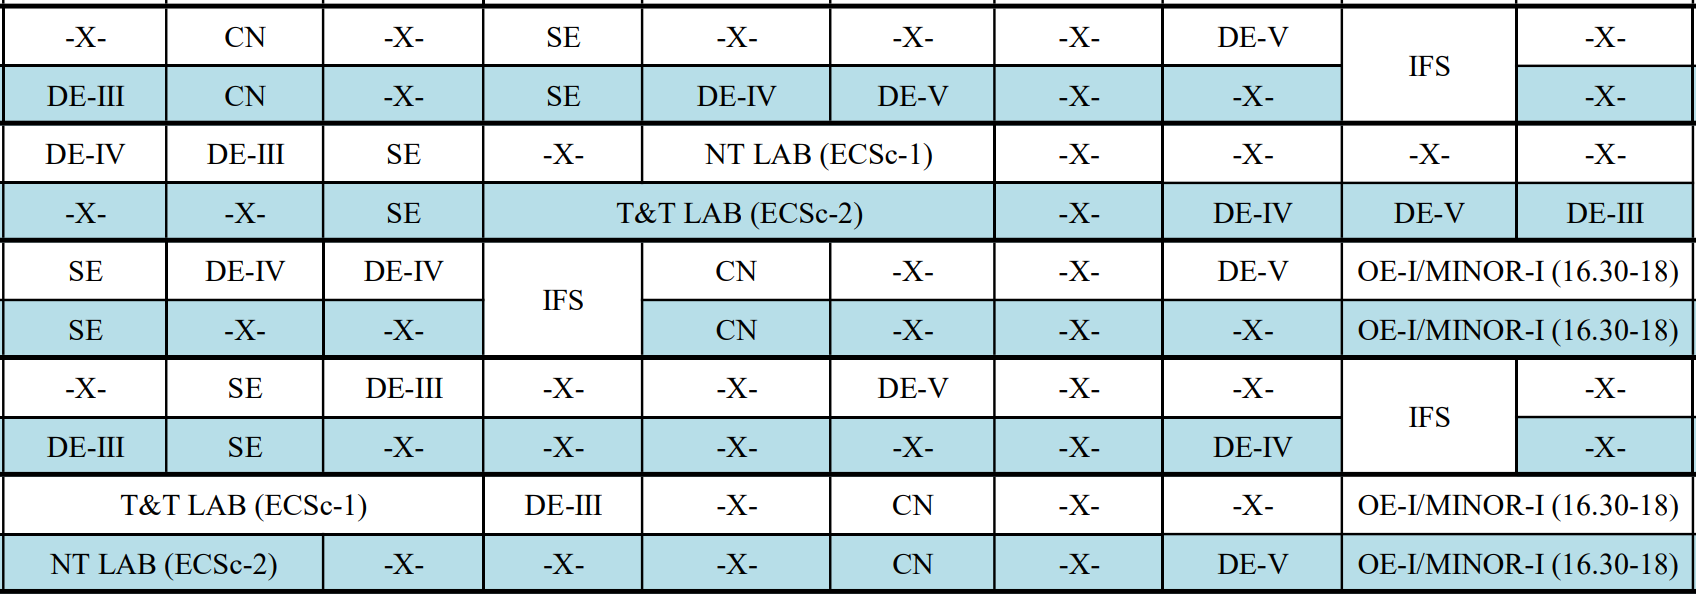 -X- CN -X- SE -X- -X- -X- DE-V IFS -X-
DE-III CN -X- SE DE-IV DE-V -X- -X- -X-
DE-IV DE-III SE -X- NT LAB (ECSc-1) -X- -X- -X- -X-
-X- -X- SE T&T LAB (ECSc-2) -X- DE-IV DE-V DE-III
SE DE-IV DE-IV IFS CN -X- -X- DE-V OE-I/MINOR-I (16.30-18)
SE -X- -X- CN -X- -X- -X- OE-I/MINOR-I (16.30-18)
-X- SE DE-III -X- -X- DE-V -X- -X- IFS -X-
DE-III SE -X- -X- -X- -X- -X- DE-IV -X-
T&T LAB (ECSc-1) DE-III -X- CN -X- -X- OE-I/MINOR-I (16.30-18)
NT LAB (ECSc-2) -X- -X- -X- CN -X- DE-V OE-I/MINOR-I (16.30-18)